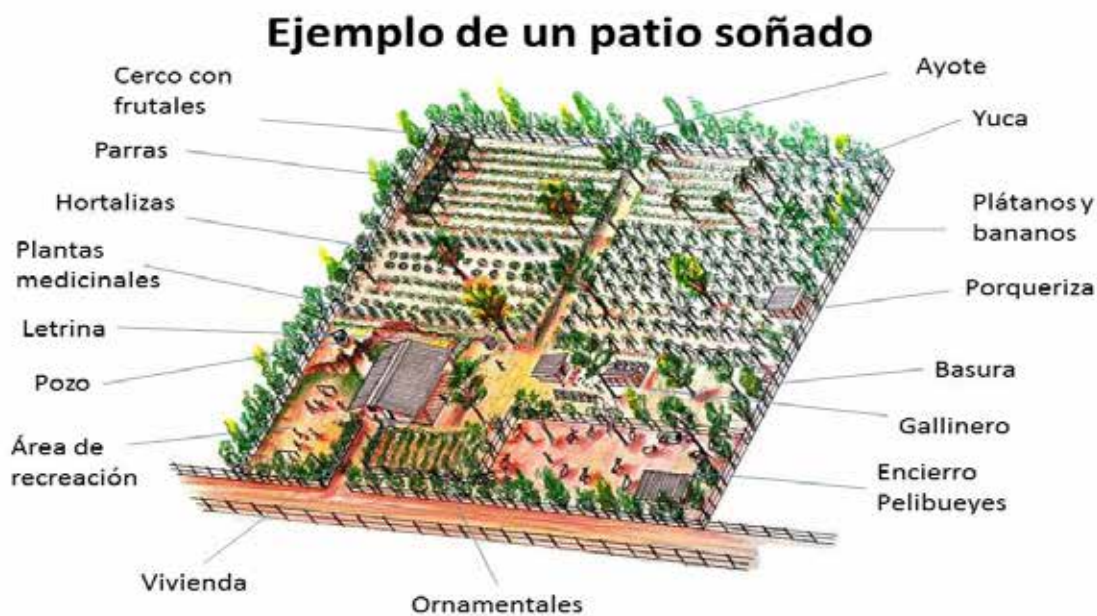 Ejemplo de un patio soñado
Cerco con
frutales
Parras
Hortalizas
Plantas
medicinales
Letrina
Pozo
Área de
recreación
Vivienda
Ornamentales
Ayote
Yuca
Plátanos y
bananos
Porqueriza
Basura
Gallinero
Encierro
Pelibueyes